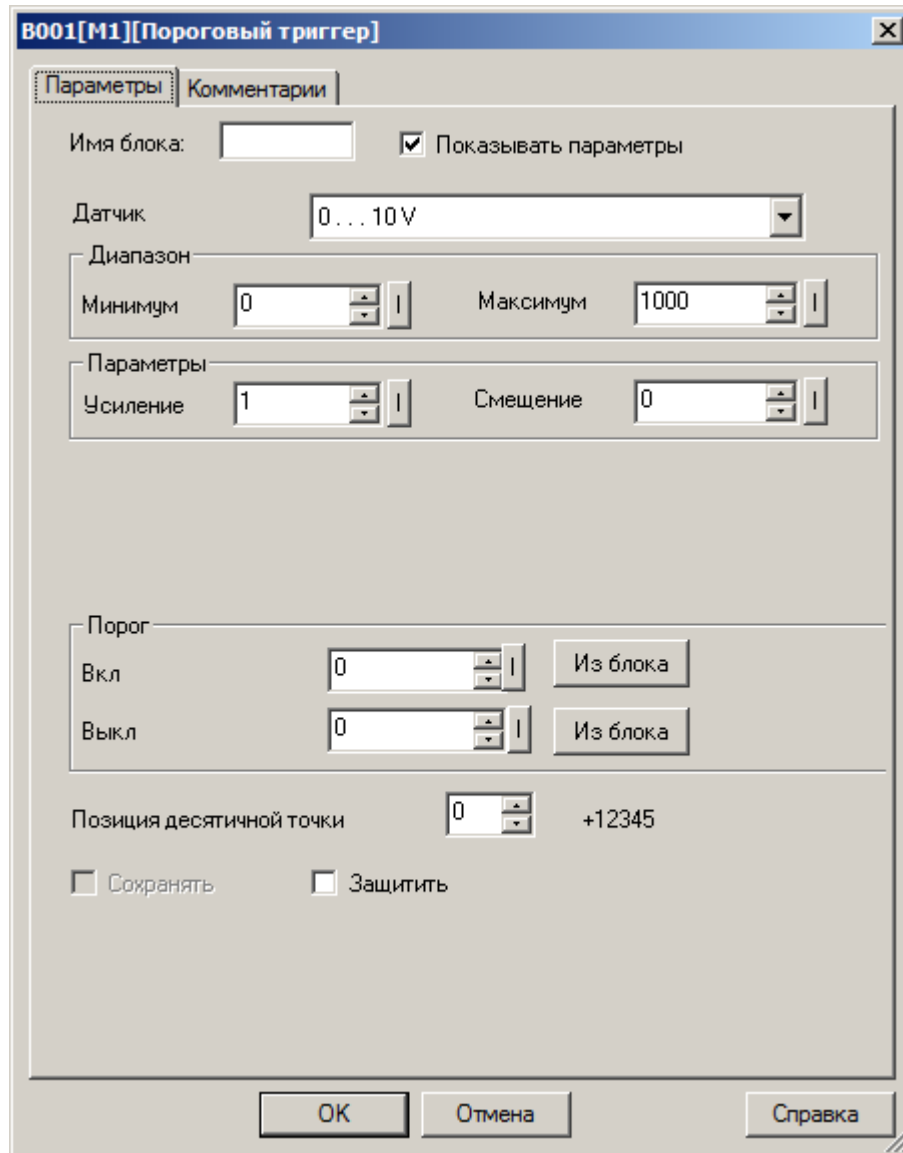 B001[M1][Пороговый триггер]
Параметры Комментарии
Имя блока: Показывать параметры
Датчик 0...10 V
Диапазон
Минимум 0 I Максимум 1000 I
Параметры
Усиление 1 I Смещение 0 I
Порог
Вкл 0 I Из блока
Выкл 0 I Из блока
Позиция десятичной точки 0 +12345
Сохранять Защитить
OK Отмена Справка